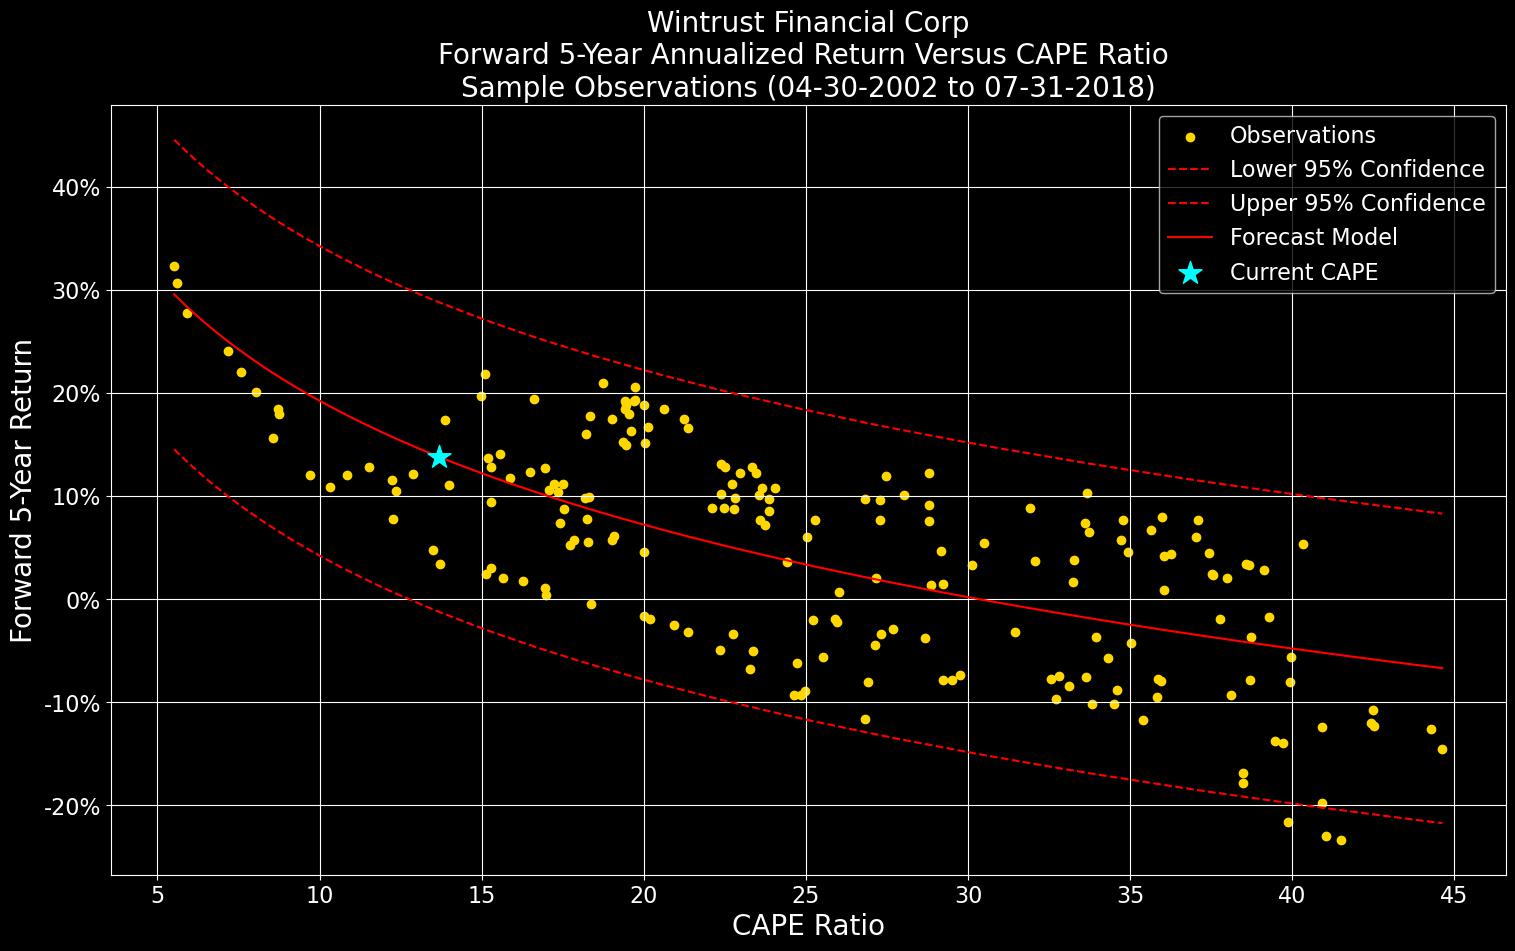 Wintrust Financial Corp
Forward 5-Year Annualized Return Versus CAPE Ratio
Sample Observations (04-30-2002 to 07-31-2018)
Observations
Lower 95% Confidence
Upper 95% Confidence
Forecast Model
Current CAPE
Forward 5-Year Return
40%
30%
20%
10%
0%
-10%
-20%
5 10 15 20 25 30 35 40 45
CAPE Ratio